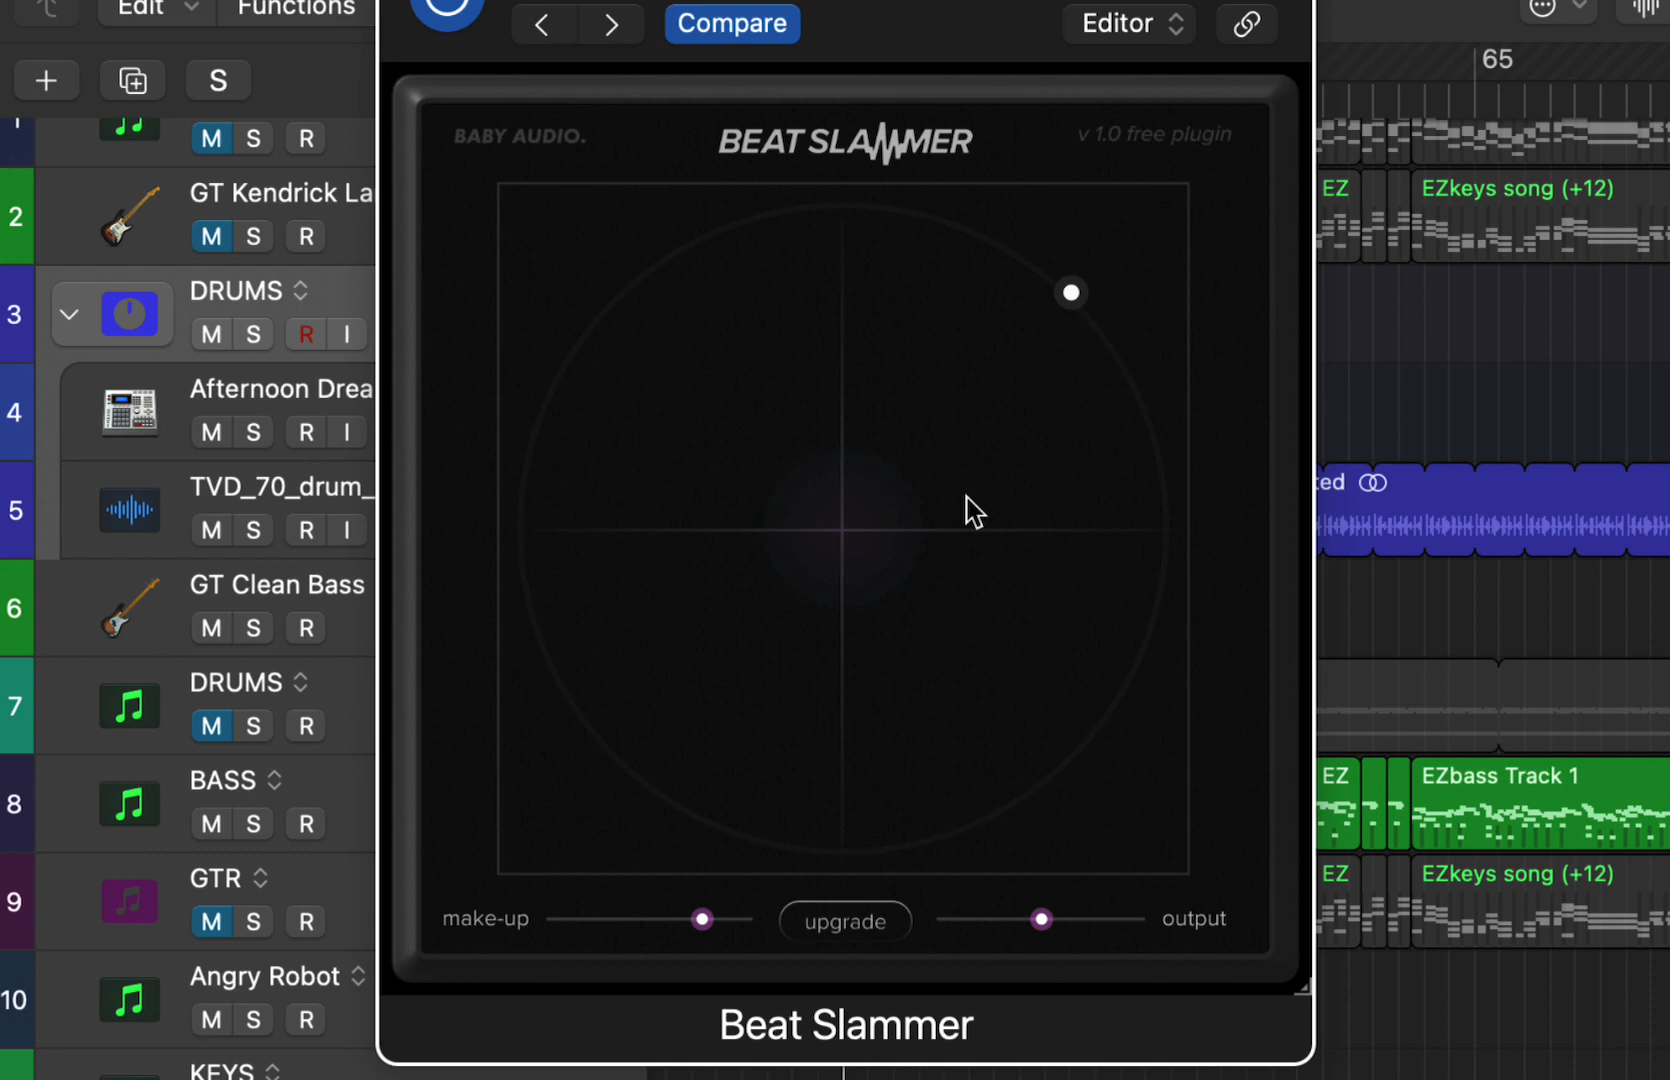 Edit
Functions
Compare
Editor
65
S
BABY AUDIO.
BEAT SLAMMER
v 1.0 free plugin
1
M S R
2
GT Kendrick La
M S R
EZ
EZkeys song (+12)
3
DRUMS
M S R I
4
Afternoon Drea
M S R I
5
TVD_70_drum_
M S R I
ted
6
GT Clean Bass
M S R
7
DRUMS
M S R
8
BASS
M S R
EZ
EZbass Track 1
9
GTR
M S R
EZ
EZkeys song (+12)
make-up
upgrade
output
10
Angry Robot
M S R
Beat Slammer
KEYS